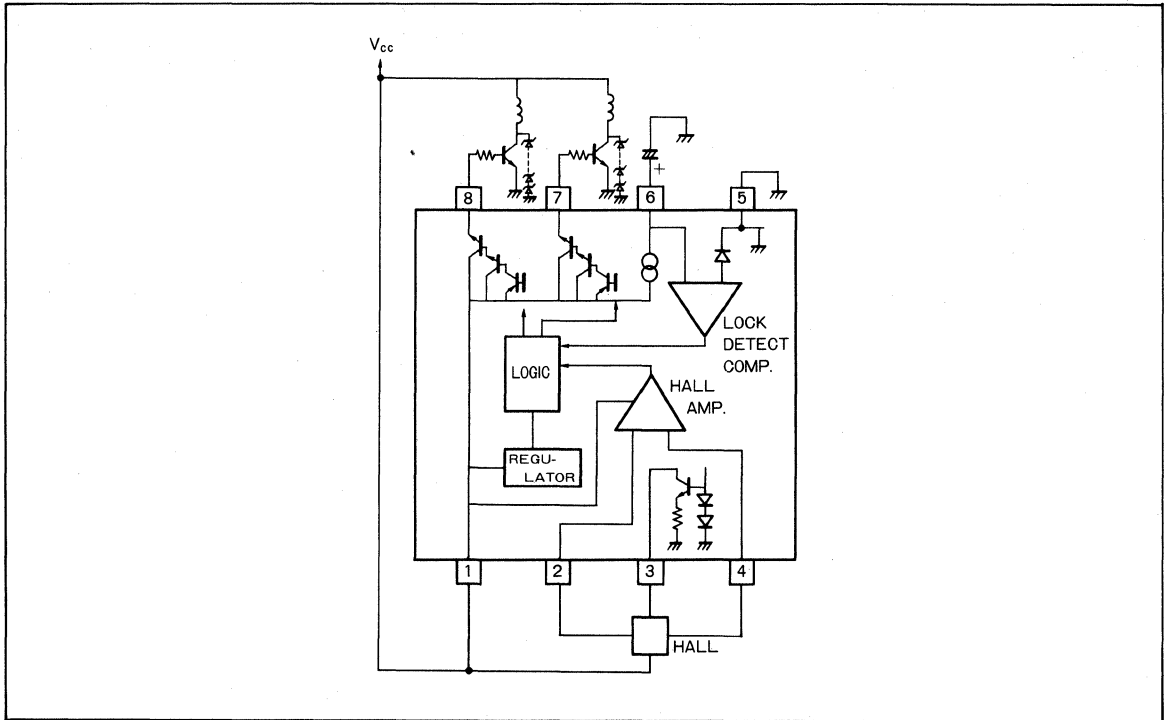 Vcc
+
8
7
6
5
LOCK
DETECT
COMP.
LOGIC
HALL
AMP.
REGU-
LATOR
1
2
3
4
HALL